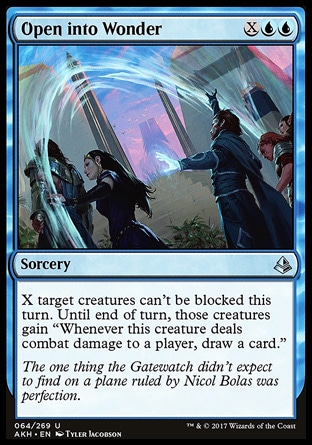 Open into Wonder X
Sorcery
X target creatures can't be blocked this
turn. Until end of turn, those creatures
gain “Whenever this creature deals
combat damage to a player, draw a card.”
The one thing the Gatewatch didn't expect
to find on a plane ruled by Nicol Bolas was
perfection.
064/269 U
AKH • EN Tyler Jacobson ™ & © 2017 Wizards of the Coast